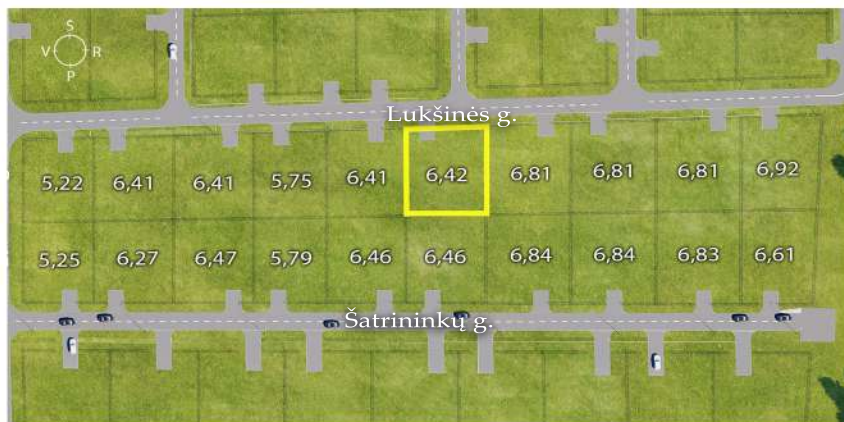 Š
V R
P
Lukšinės g.
5,22 6,41 6,41 5,75 6,41 6,42 6,81 6,81 6,81 6,92
5,25 6,27 6,47 5,79 6,46 6,46 6,84 6,84 6,83 6,61
Šatrininkų g.